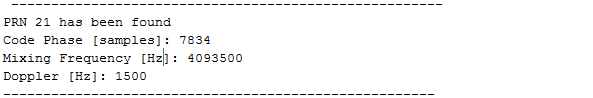 ------------------------------------------------------
PRN 21 has been found
Code Phase [samples]: 7834
Mixing Frequency [Hz]: 4093500
Doppler [Hz]: 1500
------------------------------------------------------